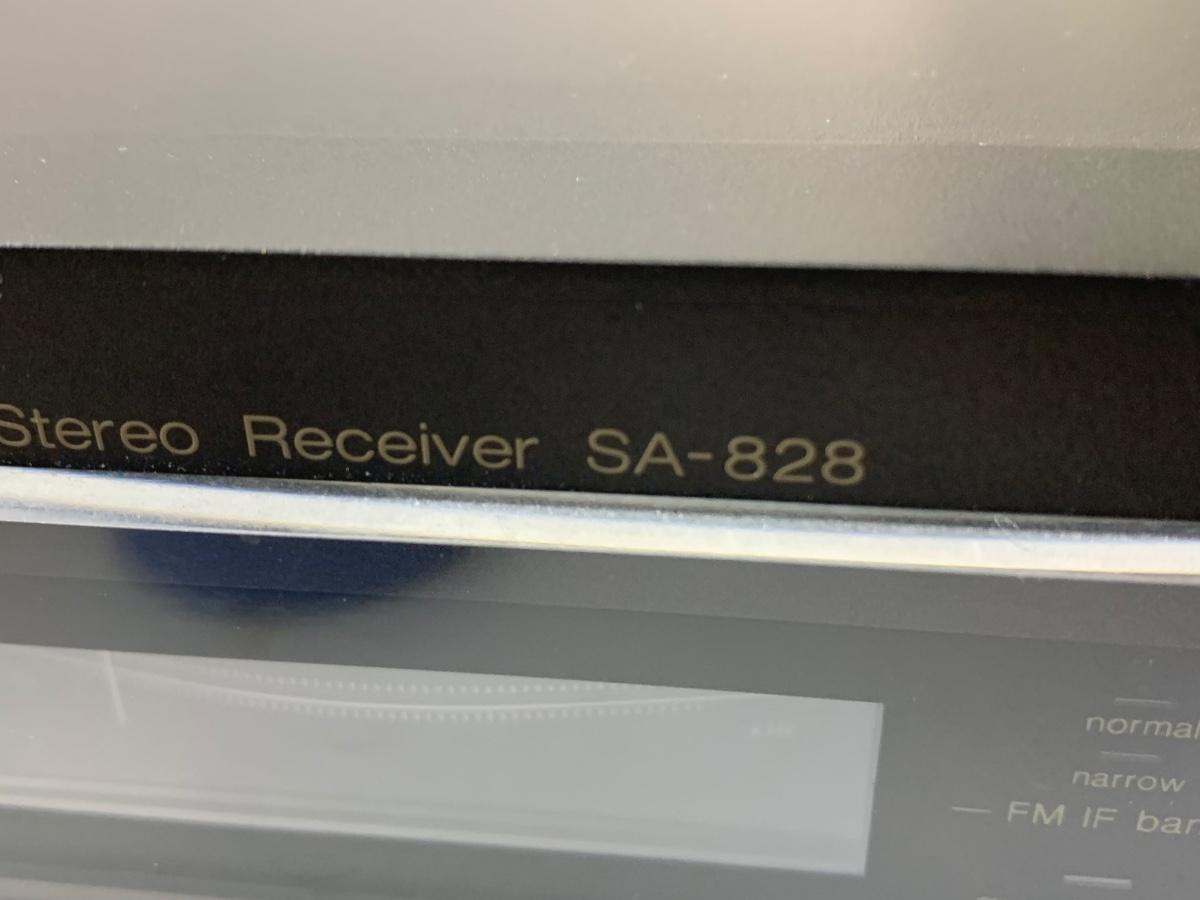 Stereo Receiver SA-828
normal
narrow
FM IF